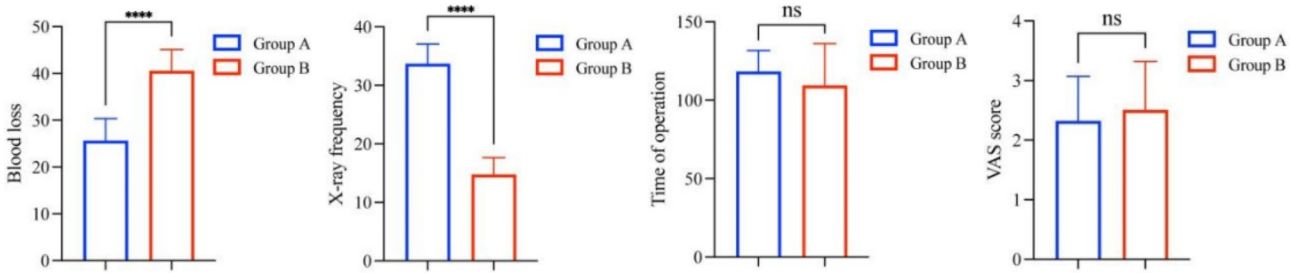 Blood loss
50
40
30
20
10
0
****
Group A
Group B
X-ray frequency
40
30
20
10
0
****
Group A
Group B
Time of operation
150
100
50
0
ns
Group A
Group B
VAS score
4
3
2
1
0
ns
Group A
Group B